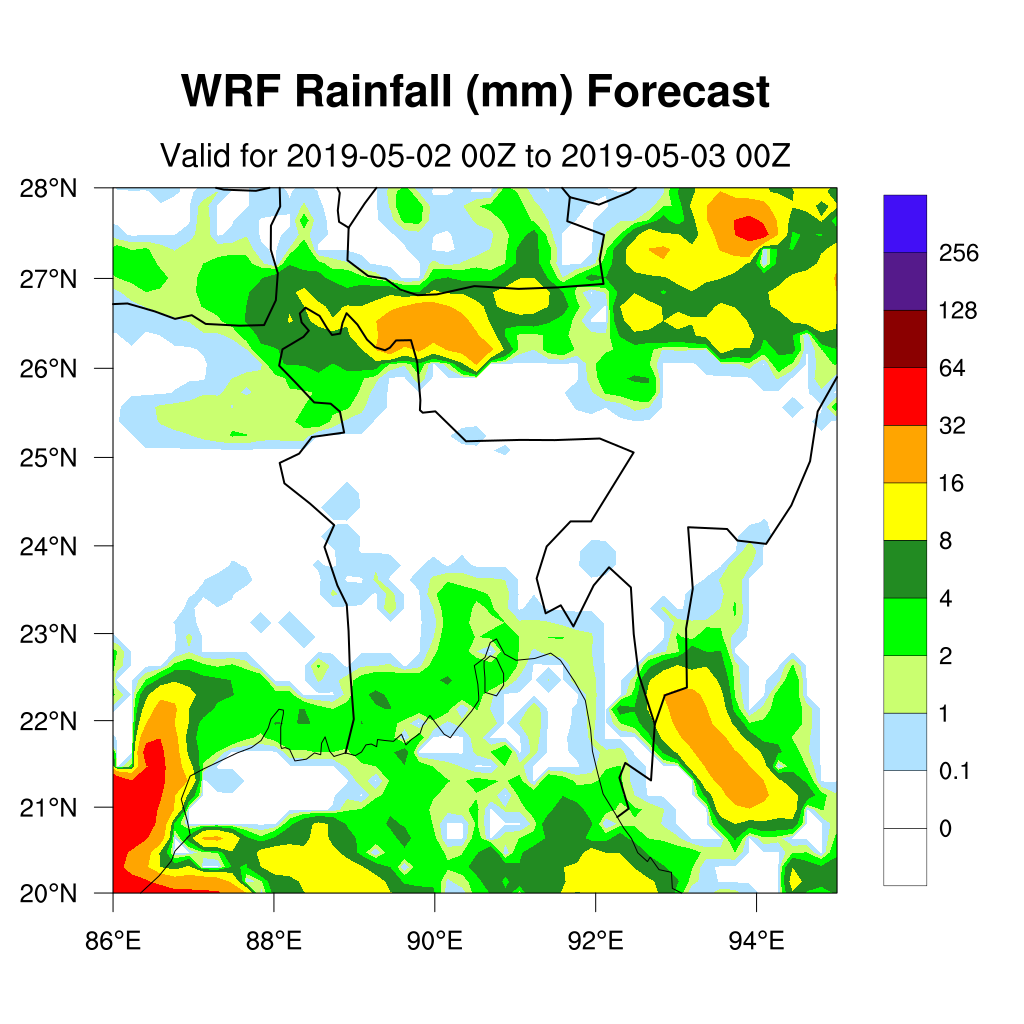 WRF Rainfall (mm) Forecast
Valid for 2019-05-02 00Z to 2019-05-03 00Z
28°N
27°N
26°N
25°N
24°N
23°N
22°N
21°N
20°N
86°E 88°E 90°E 92°E 94°E
256
128
64
32
16
8
4
2
1
0.1
0